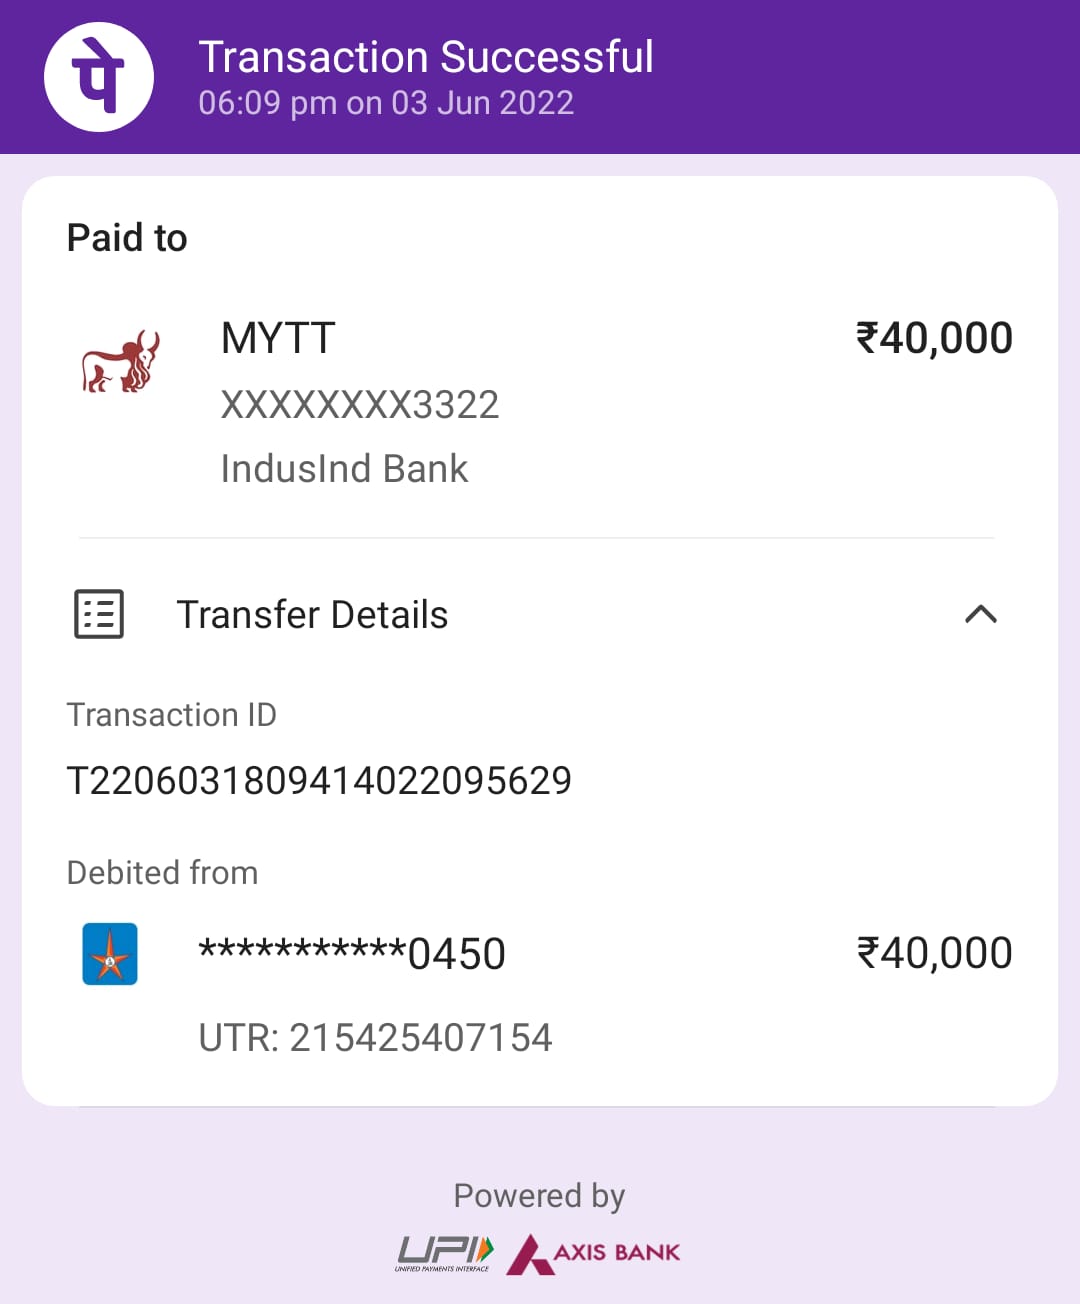 पे
Transaction Successful
06:09 pm on 03 Jun 2022
Paid to
MYTT
₹40,000
XXXXXXXX3322
IndusInd Bank
Transfer Details
Transaction ID
T2206031809414022095629
Debited from
***********0450
₹40,000
UTR: 215425407154
Powered by
UPI
UNIFIED PAYMENTS INTERFACE
AXIS BANK